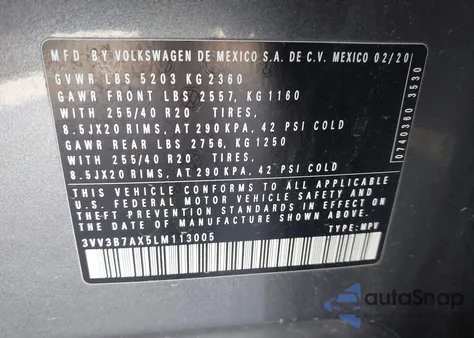 MFD BY VOLKSWAGEN DE MEXICO S.A. DE C.V. MEXICO 02/20
GVWR LBS 5203 KG 2360
GAWR FRONT LBS 2557, KG 1160
WITH 255/40 R20 TIRES,
8.5JX20 RIMS, AT 290 KPA, 42 PSI COLD
GAWR REAR LBS 2756, KG 1250
WITH 255/40 R20 TIRES,
8.5JX20 RIMS, AT 290 KPA, 42 PSI COLD
THIS VEHICLE CONFORMS TO ALL APPLICABLE
U.S. FEDERAL MOTOR VEHICLE SAFETY AND
THEFT PREVENTION STANDARDS IN EFFECT ON
THE DATE OF MANUFACTURE SHOWN ABOVE
3VV3B7AX5LM113005
TYPE: MPV
0740360 3530
autoSnap